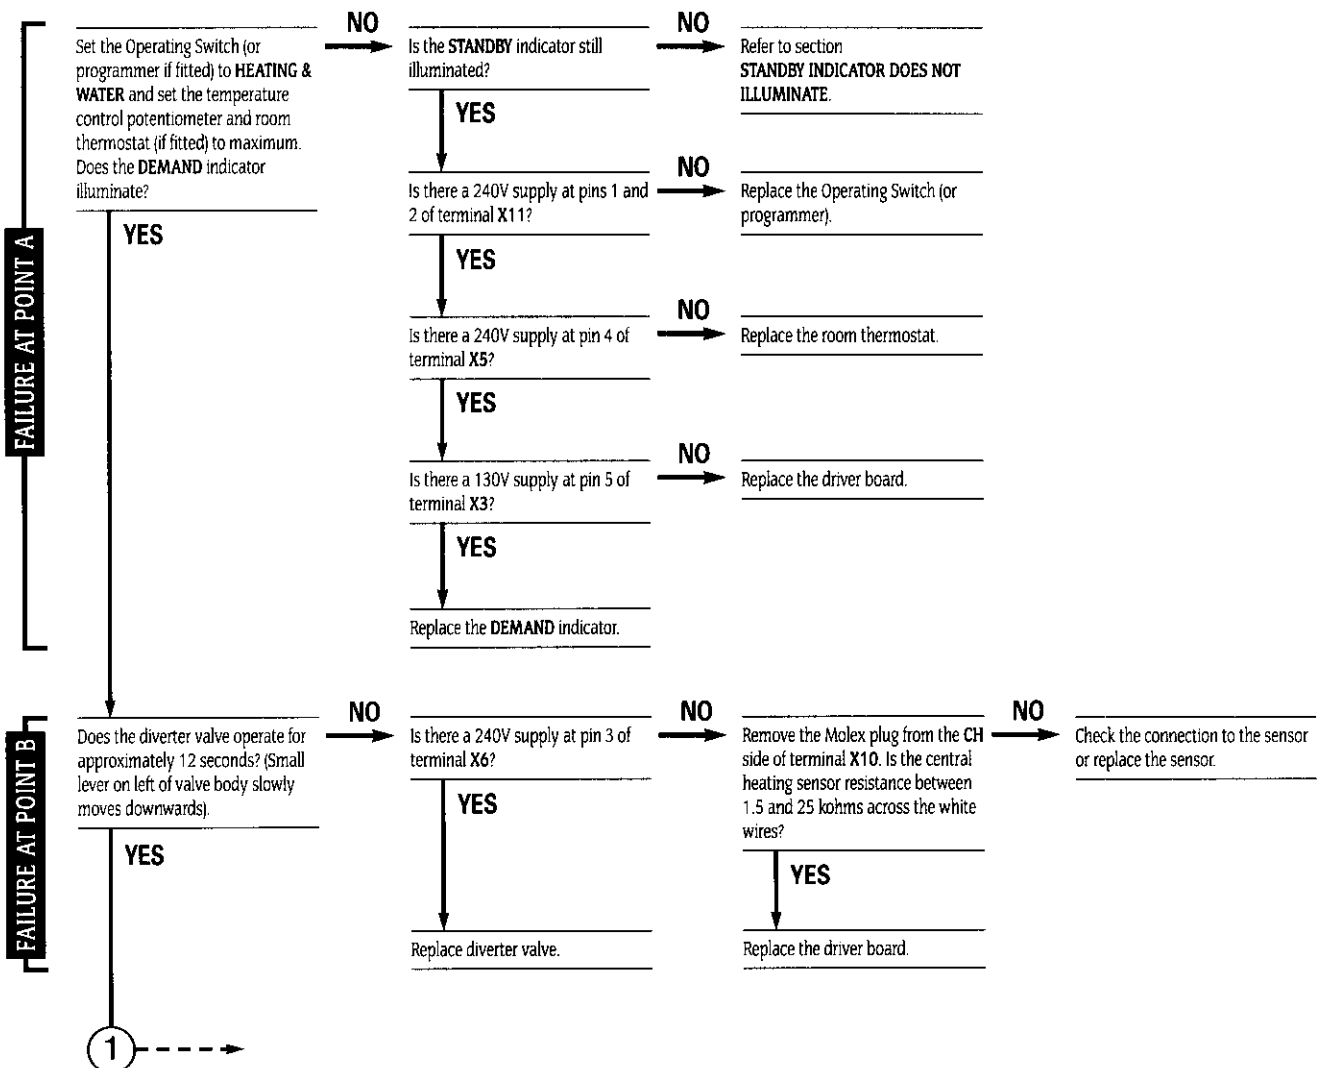 FAILURE AT POINT A
Set the Operating Switch (or
programmer if fitted) to HEATING &
WATER and set the temperature
control potentiometer and room
thermostat (if fitted) to maximum.
Does the DEMAND indicator
illuminate?
NO
Is the STANDBY indicator still
illuminated?
NO
Refer to section
STANDBY INDICATOR DOES NOT
ILLUMINATE.
YES
Is there a 240V supply at pins 1 and
2 of terminal X11?
NO
Replace the Operating Switch (or
programmer).
YES
YES
Is there a 240V supply at pin 4 of
terminal X5?
NO
Replace the room thermostat.
YES
Is there a 130V supply at pin 5 of
terminal X3?
NO
Replace the driver board.
YES
Replace the DEMAND indicator.
FAILURE AT POINT B
Does the diverter valve operate for
approximately 12 seconds? (Small
lever on left of valve body slowly
moves downwards).
NO
Is there a 240V supply at pin 3 of
terminal X6?
NO
Remove the Molex plug from the CH
side of terminal X10. Is the central
heating sensor resistance between
1.5 and 25 kohms across the white
wires?
NO
Check the connection to the sensor
or replace the sensor.
YES
YES
YES
Replace diverter valve.
Replace the driver board.
1